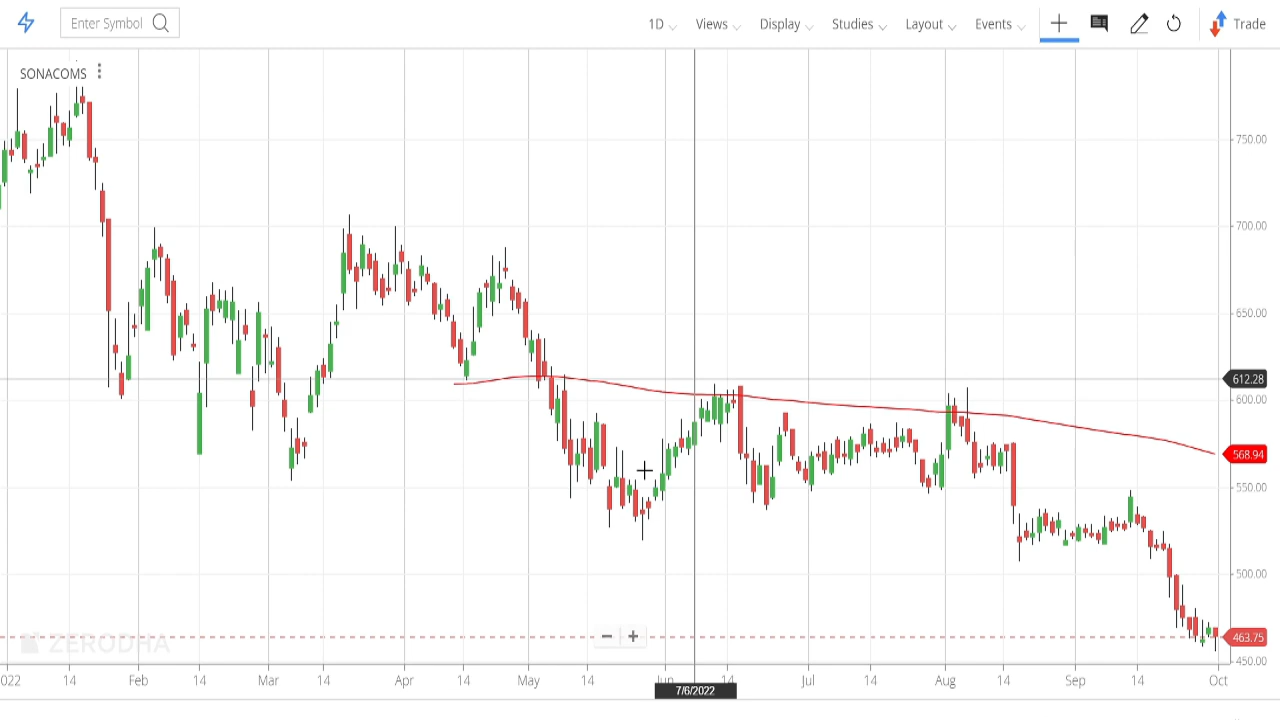 Enter Symbol 1D Views Display Studies Layout Events Trade
SONACOMS
750.00
700.00
650.00
612.28
600.00
568.94
550.00
500.00
463.75
ZERODHA
450.00
022 14 Feb 14 Mar 14 Apr May 14 Jun 14 Jul 14 Aug 14 Sep 14 Oct
7/6/2022